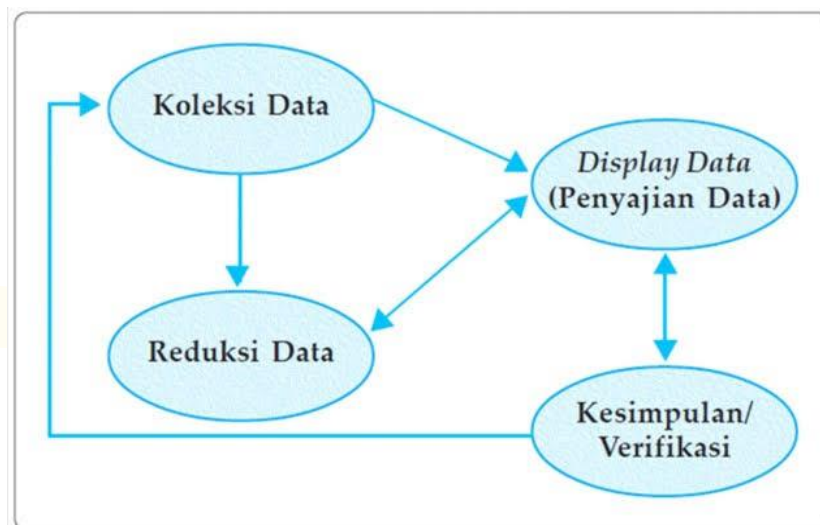 Koleksi Data
Display Data
(Penyajian Data)
Reduksi Data
Kesimpulan/
Verifikasi